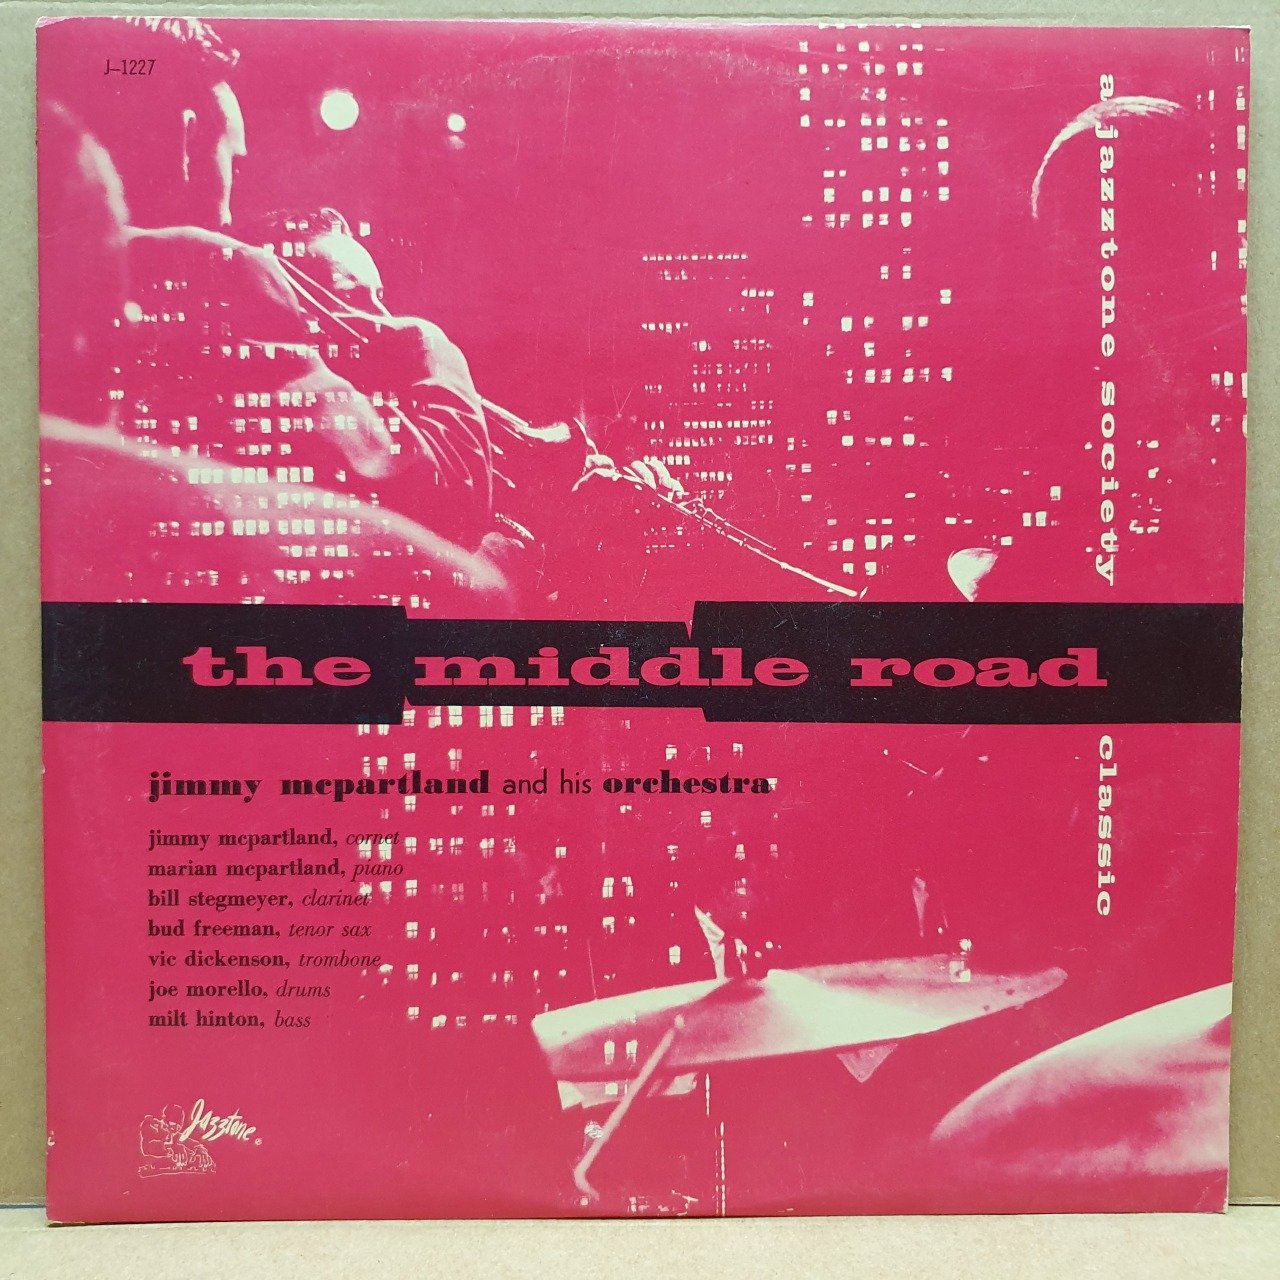 J-1227
a jazztone society classic
the middle road
jimmy mcpartland and his orchestra
jimmy mcpartland, cornet
marian mcpartland, piano
bill stegmeyer, clarinet
bud freeman, tenor sax
vic dickenson, trombone
joe morello, drums
milt hinton, bass
Jazztone ®